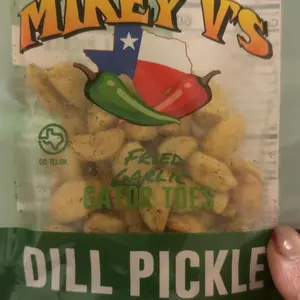 MIKEY V'S
GO TEXAN
FRIED
GARLIC
GATOR TOES
DILL PICKLE